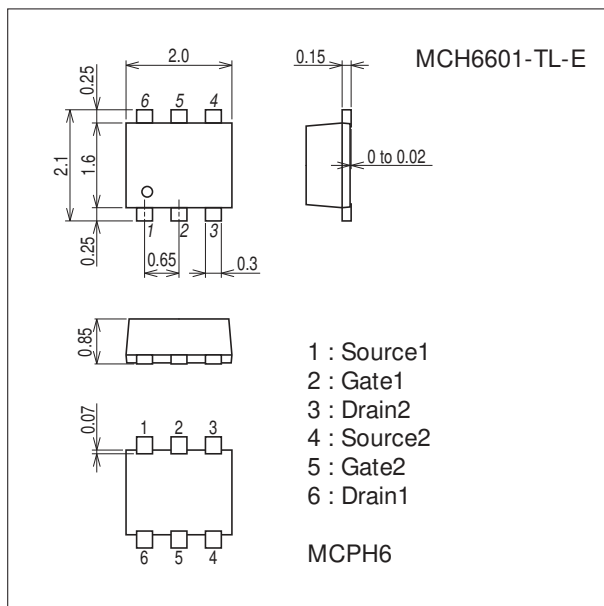 MCH6601-TL-E
2.0
0.15
0.25
6 5 4
2.1
1.6
0 to 0.02
0.25
1 2 3
0.65
0.3
0.85
1 : Source1
2 : Gate1
3 : Drain2
4 : Source2
5 : Gate2
6 : Drain1
0.07
1 2 3
6 5 4
MCPH6